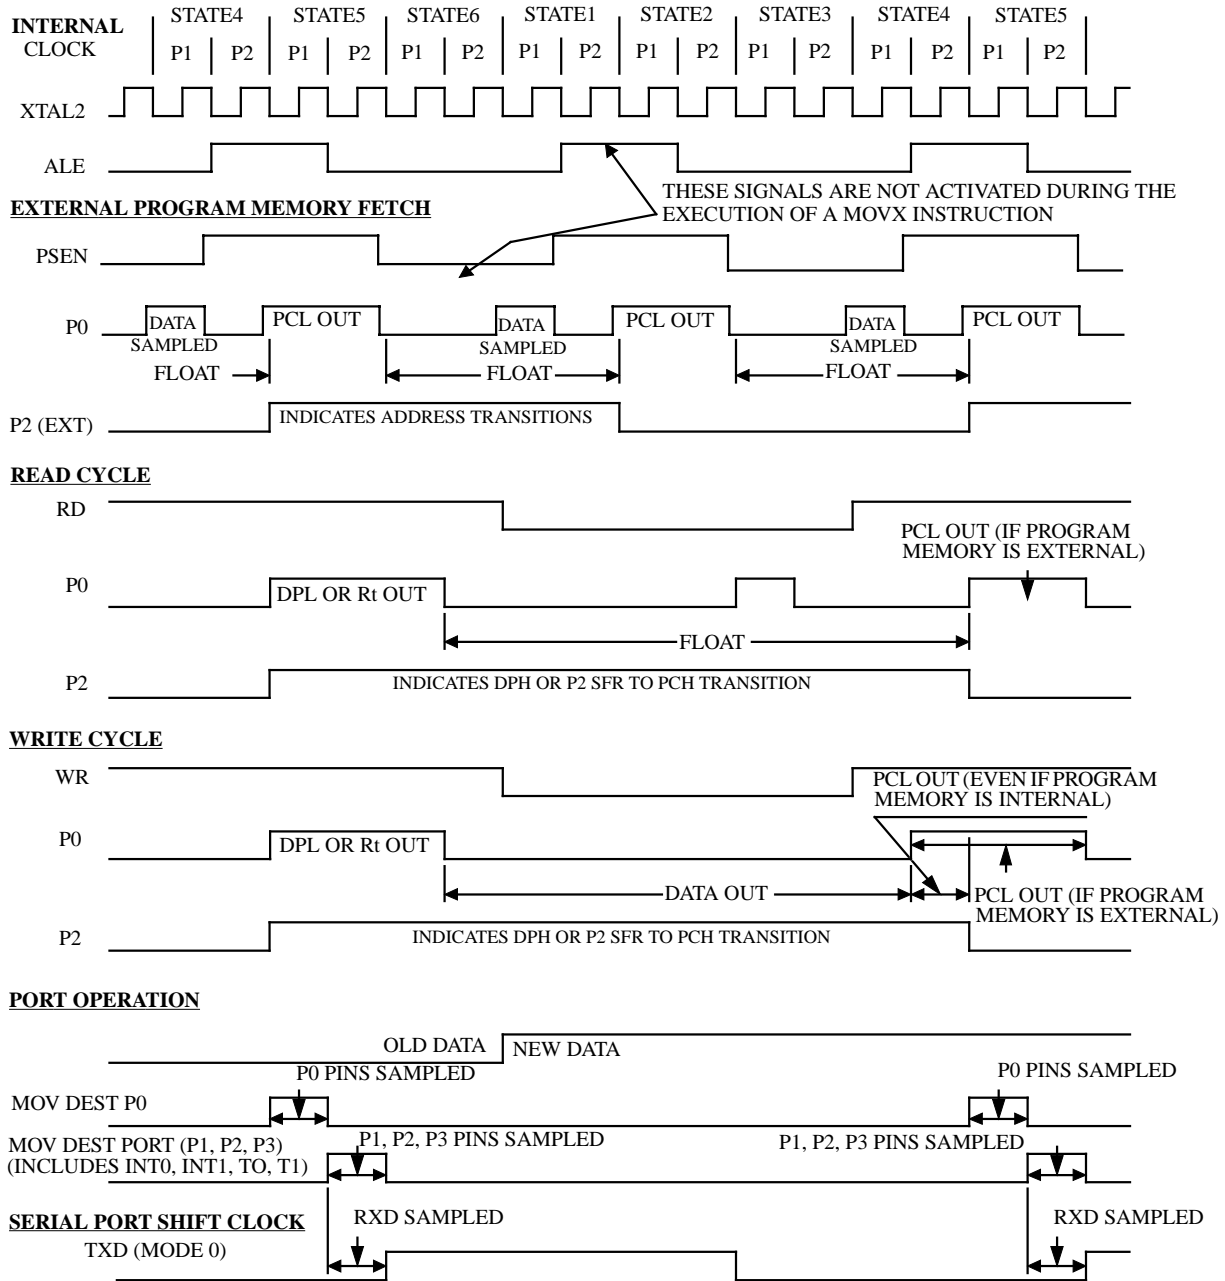 INTERNAL
CLOCK
STATE4 STATE5 STATE6 STATE1 STATE2 STATE3 STATE4 STATE5
P1 P2 P1 P2 P1 P2 P1 P2 P1 P2 P1 P2 P1 P2 P1 P2
XTAL2
ALE
THESE SIGNALS ARE NOT ACTIVATED DURING THE
EXECUTION OF A MOVX INSTRUCTION
EXTERNAL PROGRAM MEMORY FETCH
PSEN
P0
DATA
SAMPLED
PCL OUT
DATA
SAMPLED
PCL OUT
DATA
SAMPLED
PCL OUT
FLOAT FLOAT FLOAT
P2 (EXT)
INDICATES ADDRESS TRANSITIONS
READ CYCLE
RD
PCL OUT (IF PROGRAM
MEMORY IS EXTERNAL)
P0
DPL OR Rt OUT
FLOAT
P2
INDICATES DPH OR P2 SFR TO PCH TRANSITION
WRITE CYCLE
WR
PCL OUT (EVEN IF PROGRAM
MEMORY IS INTERNAL)
P0
DPL OR Rt OUT
DATA OUT
PCL OUT (IF PROGRAM
MEMORY IS EXTERNAL)
P2
INDICATES DPH OR P2 SFR TO PCH TRANSITION
PORT OPERATION
OLD DATA NEW DATA
P0 PINS SAMPLED P0 PINS SAMPLED
MOV DEST P0
MOV DEST PORT (P1, P2, P3)
(INCLUDES INT0, INT1, TO, T1)
P1, P2, P3 PINS SAMPLED P1, P2, P3 PINS SAMPLED
SERIAL PORT SHIFT CLOCK
TXD (MODE 0)
RXD SAMPLED RXD SAMPLED